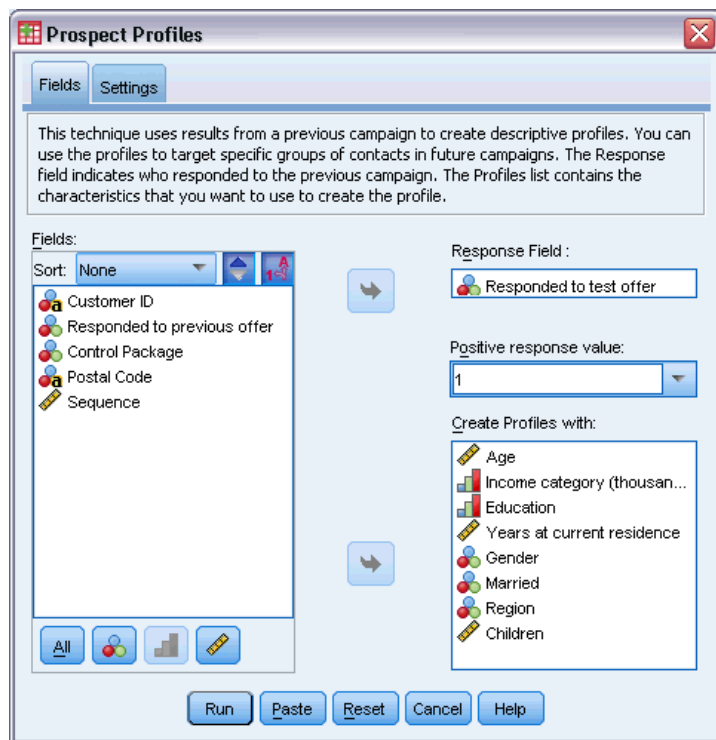 Prospect Profiles
Fields
Settings
This technique uses results from a previous campaign to create descriptive profiles. You can
use the profiles to target specific groups of contacts in future campaigns. The Response
field indicates who responded to the previous campaign. The Profiles list contains the
characteristics that you want to use to create the profile.
Fields:
Sort: None
Customer ID
Responded to previous offer
Control Package
Postal Code
Sequence
All
Response Field :
Responded to test offer
Positive response value:
1
Create Profiles with:
Age
Income category (thousan...
Education
Years at current residence
Gender
Married
Region
Children
Run
Paste
Reset
Cancel
Help